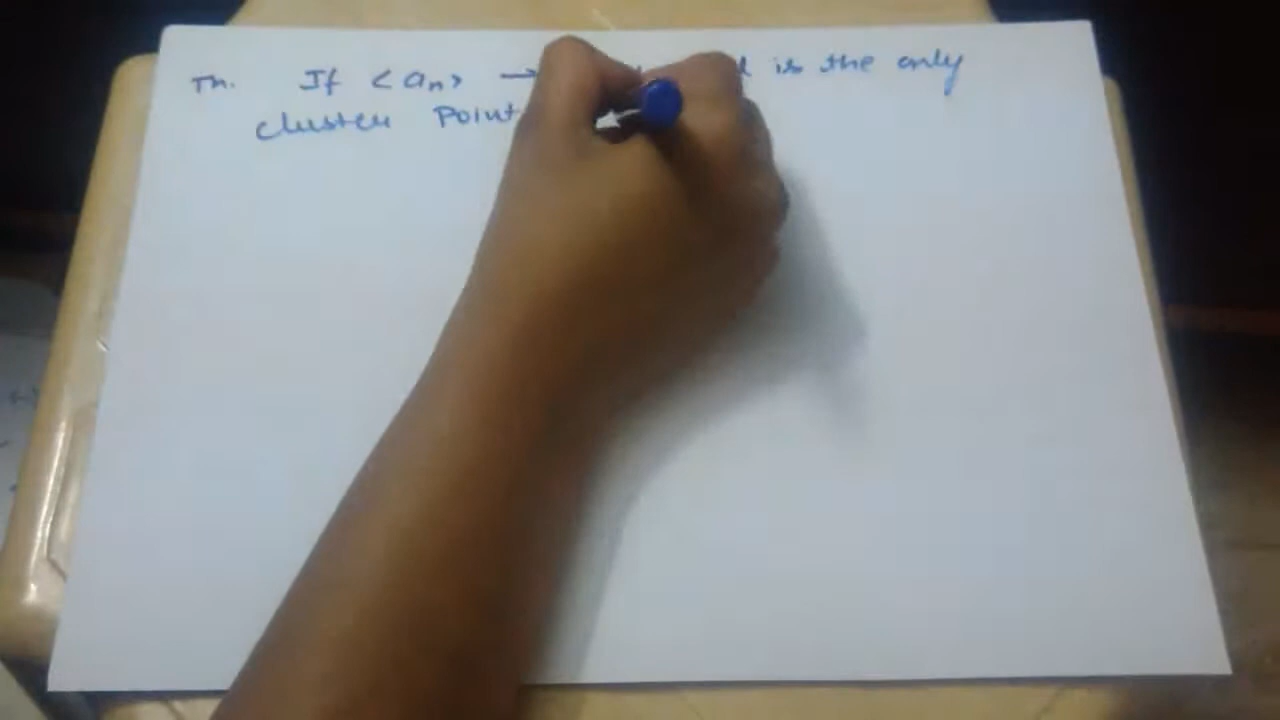 Th. If <an> → l is the only
cluster Point